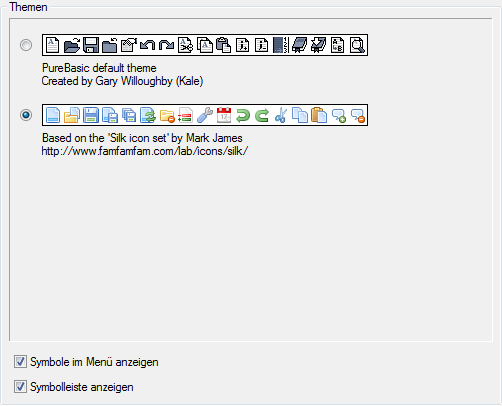 Themen
PureBasic default theme
Created by Gary Willoughby (Kale)
Based on the 'Silk icon set' by Mark James
http://www.famfamfam.com/lab/icons/silk/
Symbole im Menü anzeigen
Symbolleiste anzeigen